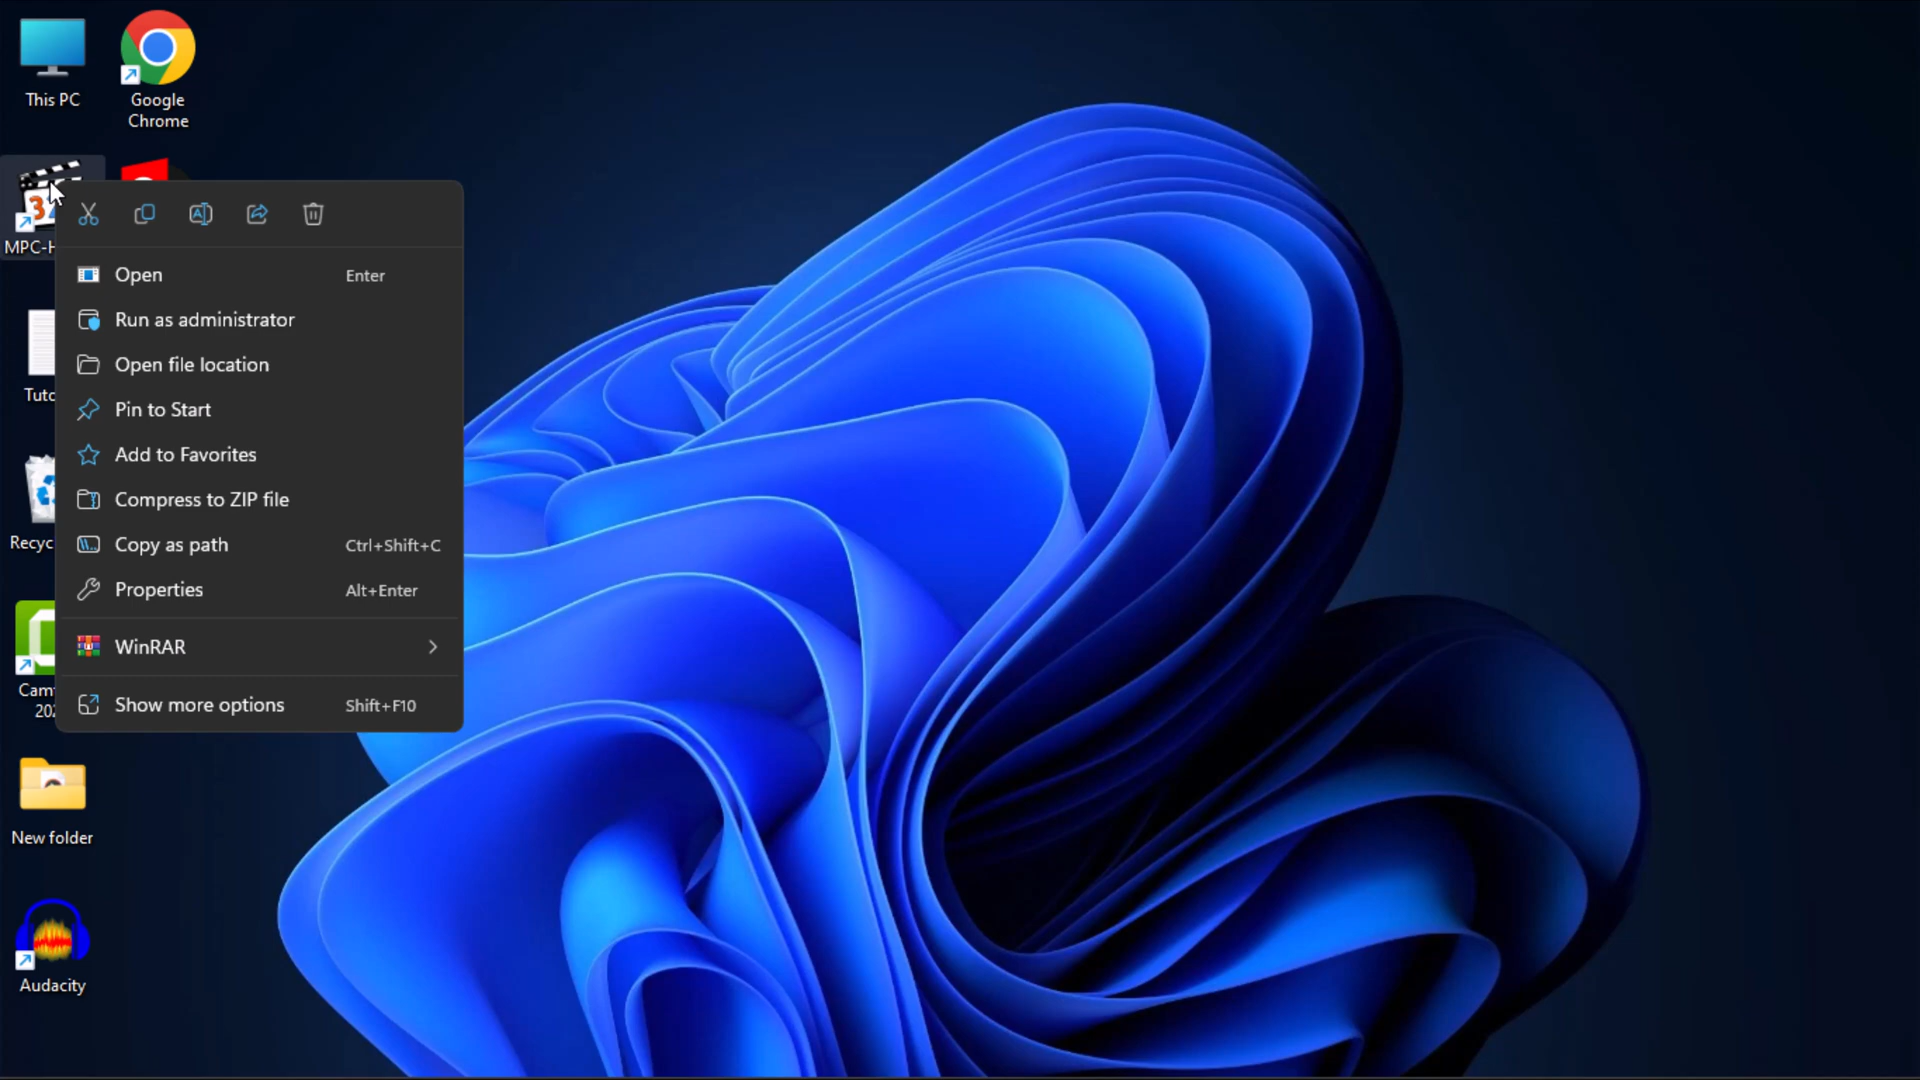 This PC
Google
Chrome
MPC-H
Open Enter
Run as administrator
Open file location
Pin to Start
Tuto
Add to Favorites
Compress to ZIP file
Recyc
Copy as path Ctrl+Shift+C
Properties Alt+Enter
WinRAR
Cam
202
Show more options Shift+F10
New folder
Audacity